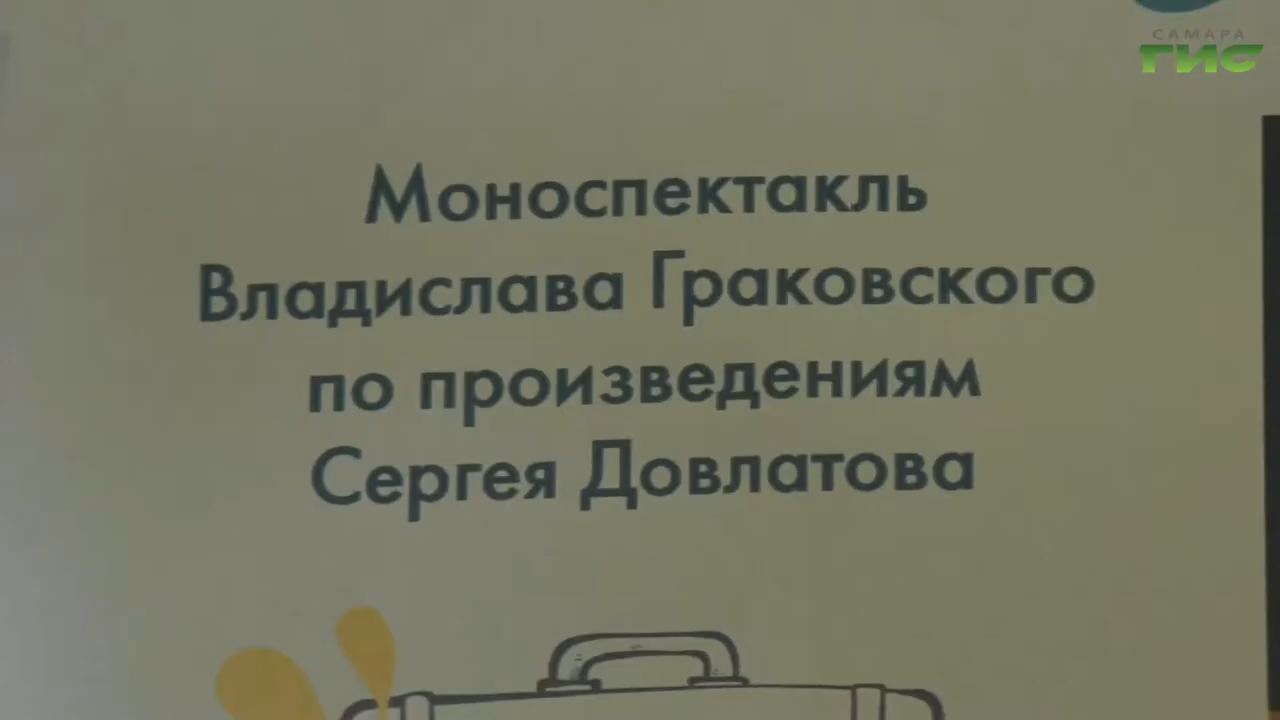 САМАРА
ГИС
Моноспектакль
Владислава Граковского
по произведениям
Сергея Довлатова